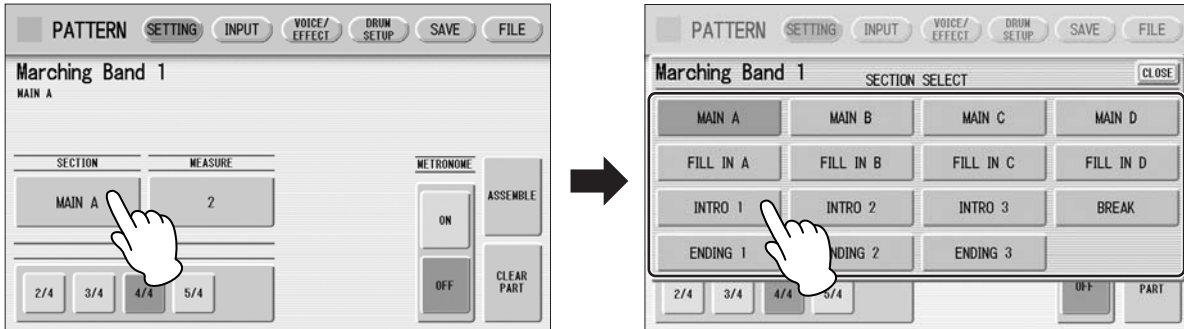 PATTERN SETTING INPUT VOICE/EFFECT DRUM SETUP SAVE FILE
Marching Band 1
MAIN A
SECTION MEASURE METRONOME
MAIN A 2 ON ASSEMBLE
2/4 3/4 4/4 5/4 OFF CLEAR PART
PATTERN SETTING INPUT VOICE/EFFECT DRUM SETUP SAVE FILE
Marching Band 1 SECTION SELECT CLOSE
MAIN A MAIN B MAIN C MAIN D
FILL IN A FILL IN B FILL IN C FILL IN D
INTRO 1 INTRO 2 INTRO 3 BREAK
ENDING 1 NDING 2 ENDING 3
2/4 3/4 4/4 5/4 OFF PART